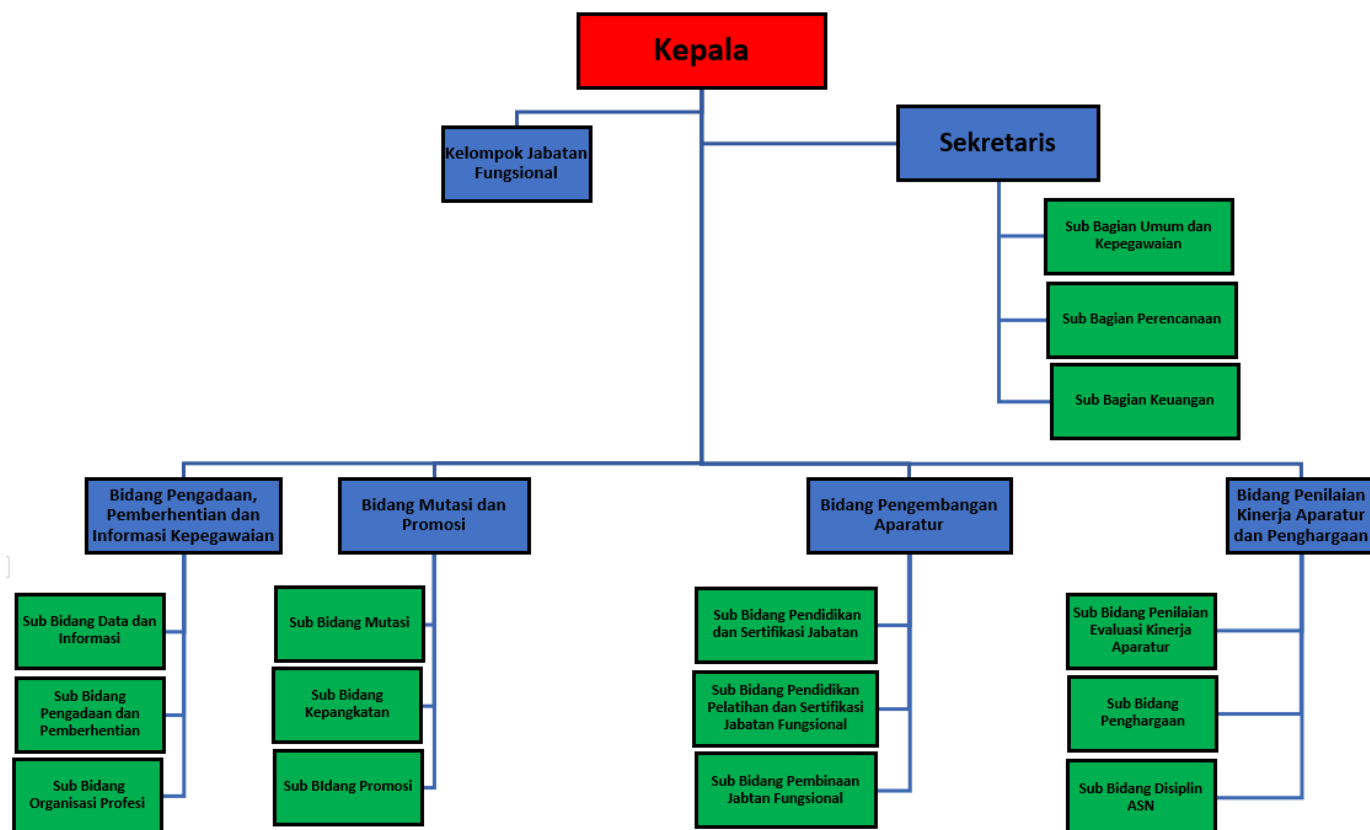 Kepala
Kelompok Jabatan
Fungsional
Sekretaris
Sub Bagian Umum dan
Kepegawaian
Sub Bagian Perencanaan
Sub Bagian Keuangan
Bidang Pengadaan,
Pemberhentian dan
Informasi Kepegawaian
Bidang Mutasi dan
Promosi
Bidang Pengembangan
Aparatur
Bidang Penilaian
Kinerja Aparatur
dan Penghargaan
Sub Bidang Data dan
Informasi
Sub Bidang
Pengadaan dan
Pemberhentian
Sub Bidang
Organisasi Profesi
Sub Bidang Mutasi
Sub Bidang
Kepangkatan
Sub BIdang Promosi
Sub Bidang Pendidikan
dan Sertifikasi Jabatan
Sub Bidang Pendidikan
Pelatihan dan Sertifikasi
Jabatan Fungsional
Sub Bidang Pembinaan
Jabtan Fungsional
Sub Bidang Penilaian
Evaluasi Kinerja
Aparatur
Sub Bidang
Penghargaan
Sub Bidang Disiplin
ASN